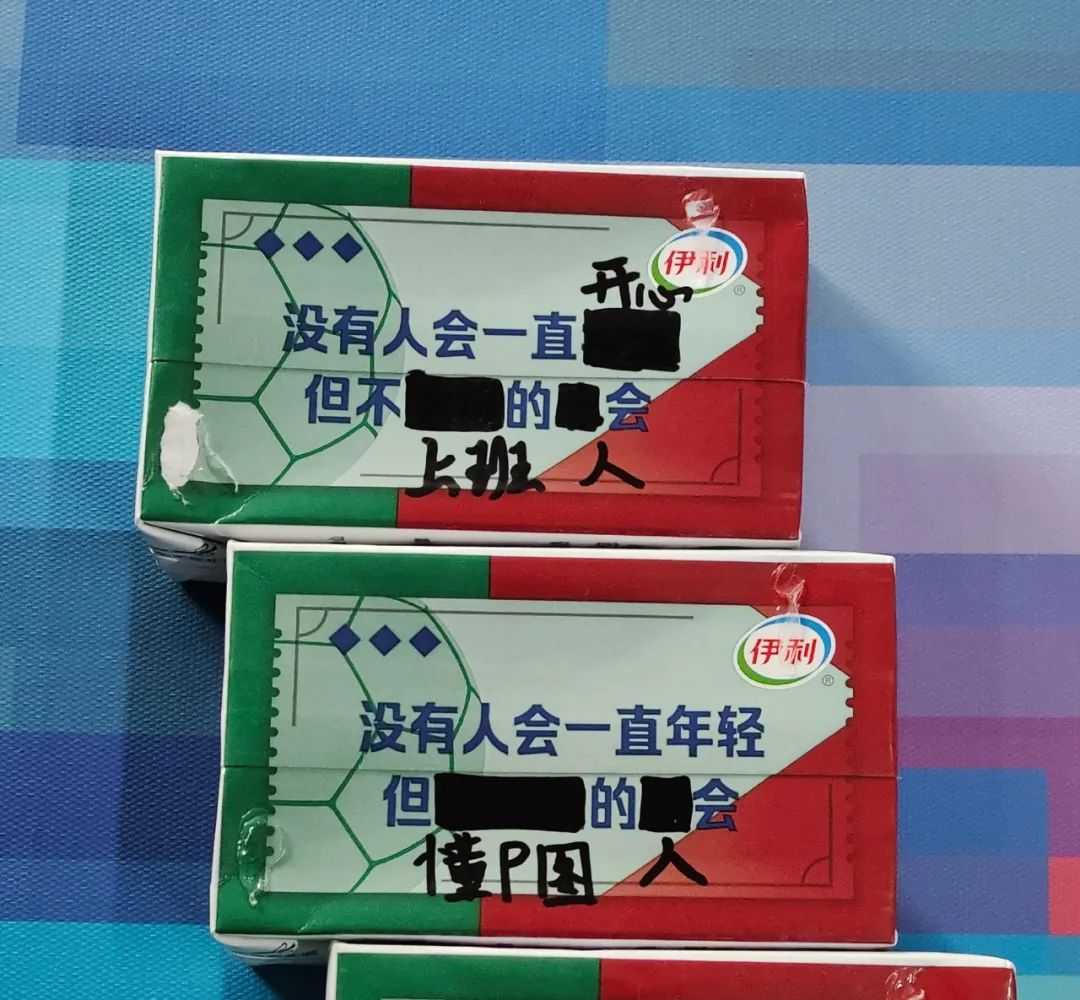 伊利
®
开心
没有人会一直
但不的会
上班 人
伊利
®
没有人会一直年轻
但的会
懂P图 人